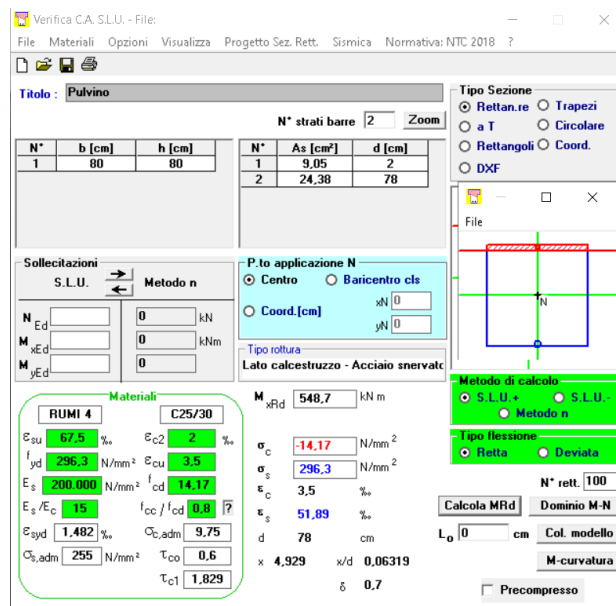 Verifica C.A. S.L.U. - File:
File Materiali Opzioni Visualizza Progetto Sez. Rett. Sismica Normativa: NTC 2018 ?
Titolo : Pulvino
N° strati barre 2 Zoom
N° b [cm] h [cm]
1 80 80
N° As [cm²] d [cm]
1 9,05 2
2 24,38 78
Tipo Sezione
Rettan.re Trapezi
a T Circolare
Rettangoli Coord.
DXF
File
N
Sollecitazioni
S.L.U. Metodo n
N Ed 0 kN
M xEd 0 kNm
M yEd 0
P.to applicazione N
Centro Baricentro cls
Coord.[cm] xN 0
yN 0
Tipo rottura
Lato calcestruzzo - Acciaio snervatc
Materiali
RUMI 4 C25/30
εsu 67,5 ‰ εc2 2 ‰
fyd 296,3 N/mm² εcu 3,5
Es 200.000 N/mm² fcd 14,17
Es/Ec 15 fcc / fcd 0,8 ?
εsyd 1,482 ‰ σc,adm 9,75
σs,adm 255 N/mm² τco 0,6
τc1 1,829
M xRd 548,7 kN m
σc -14,17 N/mm²
σs 296,3 N/mm²
εc 3,5 ‰
εs 51,89 ‰
d 78 cm
x 4,929 x/d 0,06319
δ 0,7
Metodo di calcolo
S.L.U.+ S.L.U.-
Metodo n
Tipo flessione
Retta Deviata
N° rett. 100
Calcola MRd Dominio M-N
Lo 0 cm Col. modello
M-curvatura
Precompresso